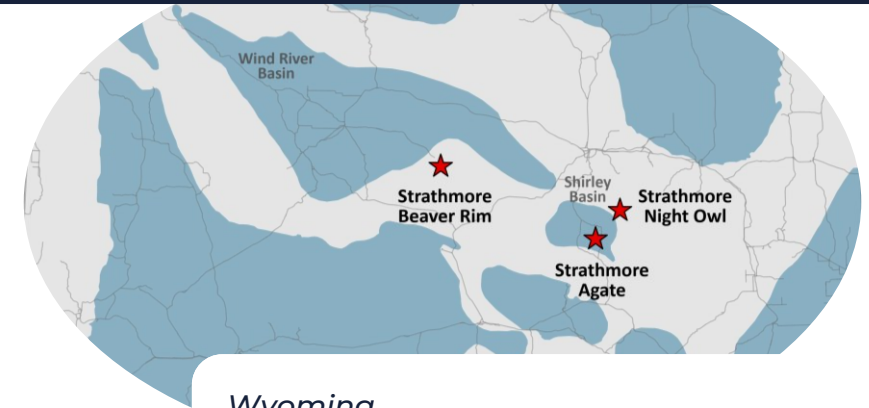 Wind River
Basin
Strathmore
Beaver Rim
Shirley
Basin
Strathmore
Night Owl
Strathmore
Agate
Wyoming